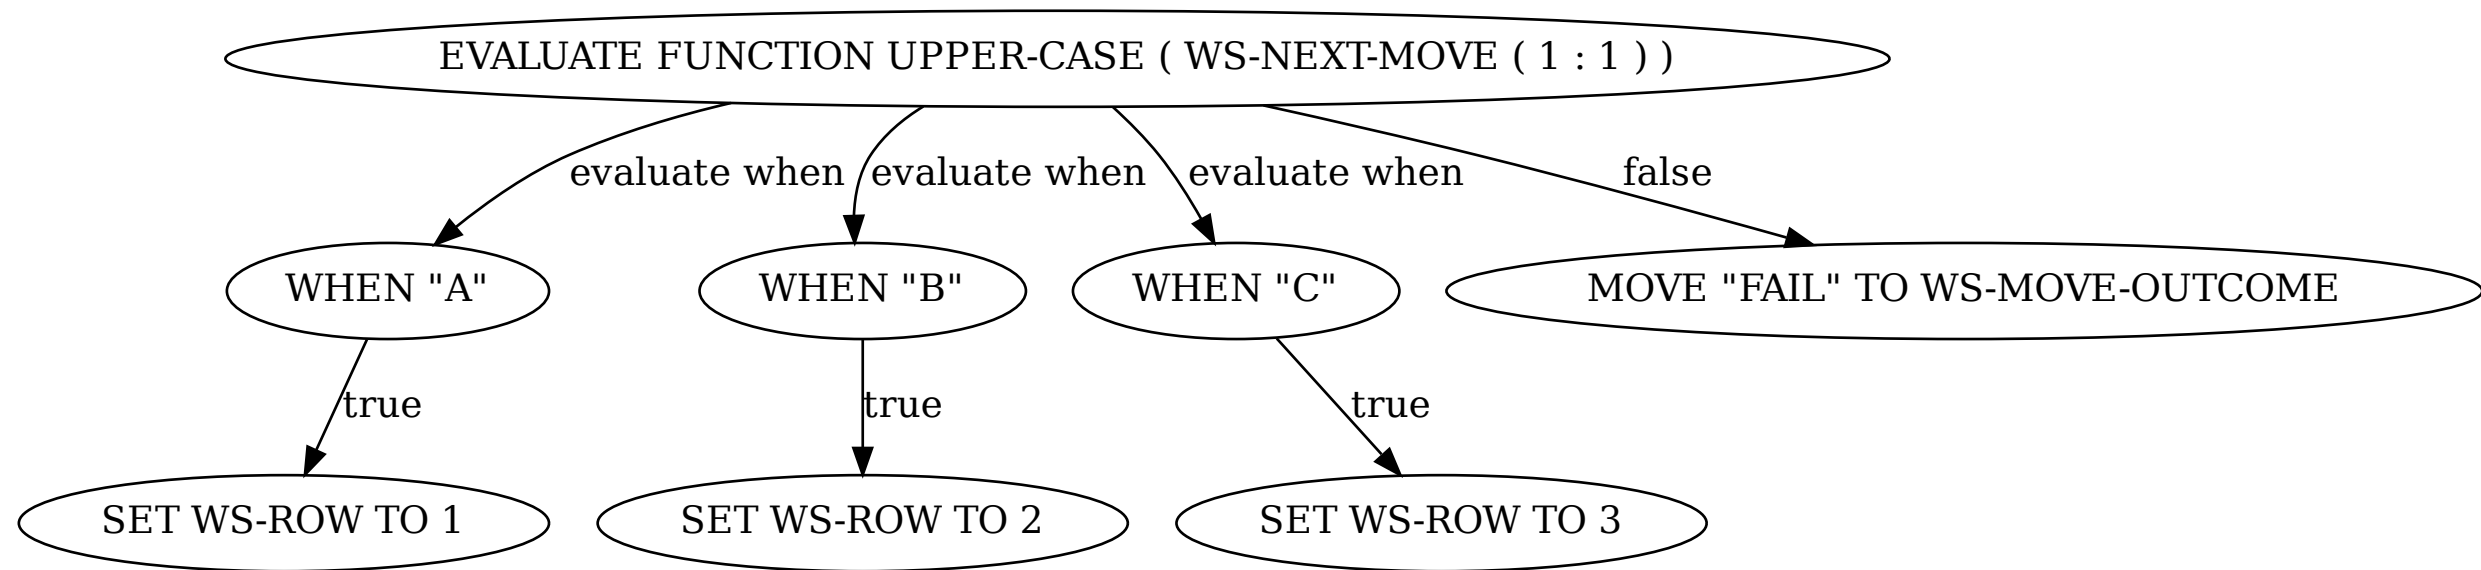 EVALUATE FUNCTION UPPER-CASE ( WS-NEXT-MOVE ( 1 : 1 ) )
evaluate when
evaluate when
evaluate when
false
WHEN "A"
WHEN "B"
WHEN "C"
MOVE "FAIL" TO WS-MOVE-OUTCOME
true
true
true
SET WS-ROW TO 1
SET WS-ROW TO 2
SET WS-ROW TO 3